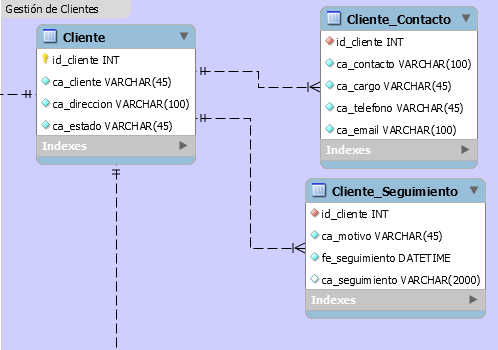 Gestión de Clientes
Cliente
id_cliente INT
ca_cliente VARCHAR(45)
ca_direccion VARCHAR(100)
ca_estado VARCHAR(45)
Indexes
Cliente_Contacto
id_cliente INT
ca_contacto VARCHAR(100)
ca_cargo VARCHAR(45)
ca_telefono VARCHAR(45)
ca_email VARCHAR(100)
Indexes
Cliente_Seguimiento
id_cliente INT
ca_motivo VARCHAR(45)
fe_seguimiento DATETIME
ca_seguimiento VARCHAR(2000)
Indexes